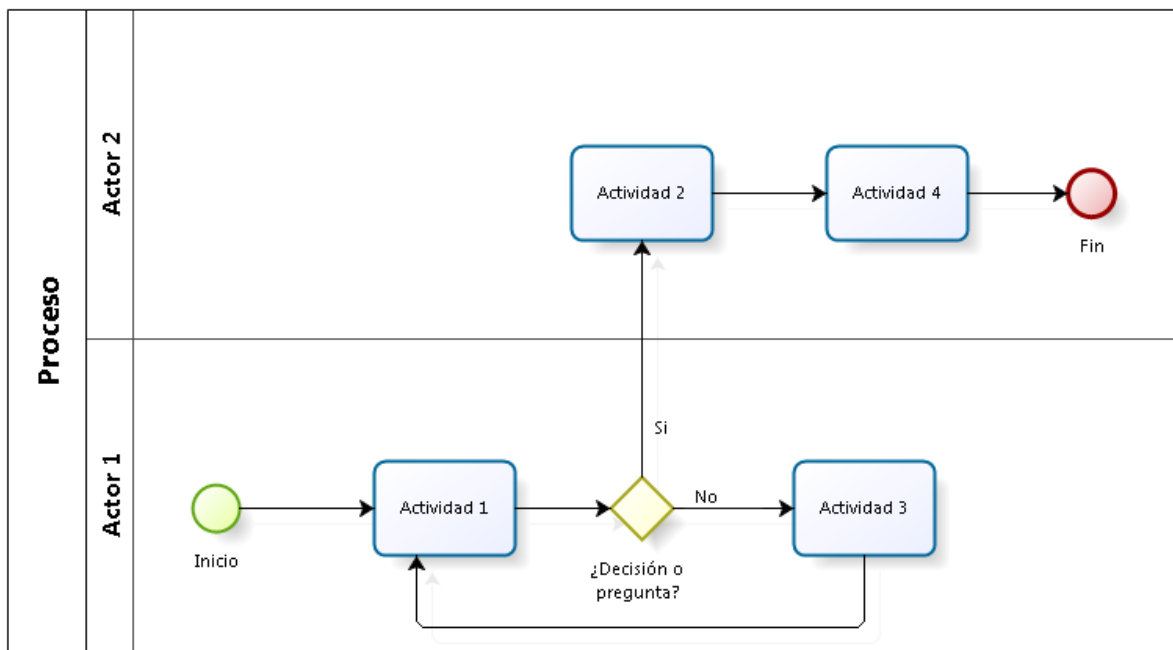 Proceso
Actor 2
Actividad 2
Actividad 4
Fin
Actor 1
Inicio
Actividad 1
Si
¿Decisión o
pregunta?
No
Actividad 3